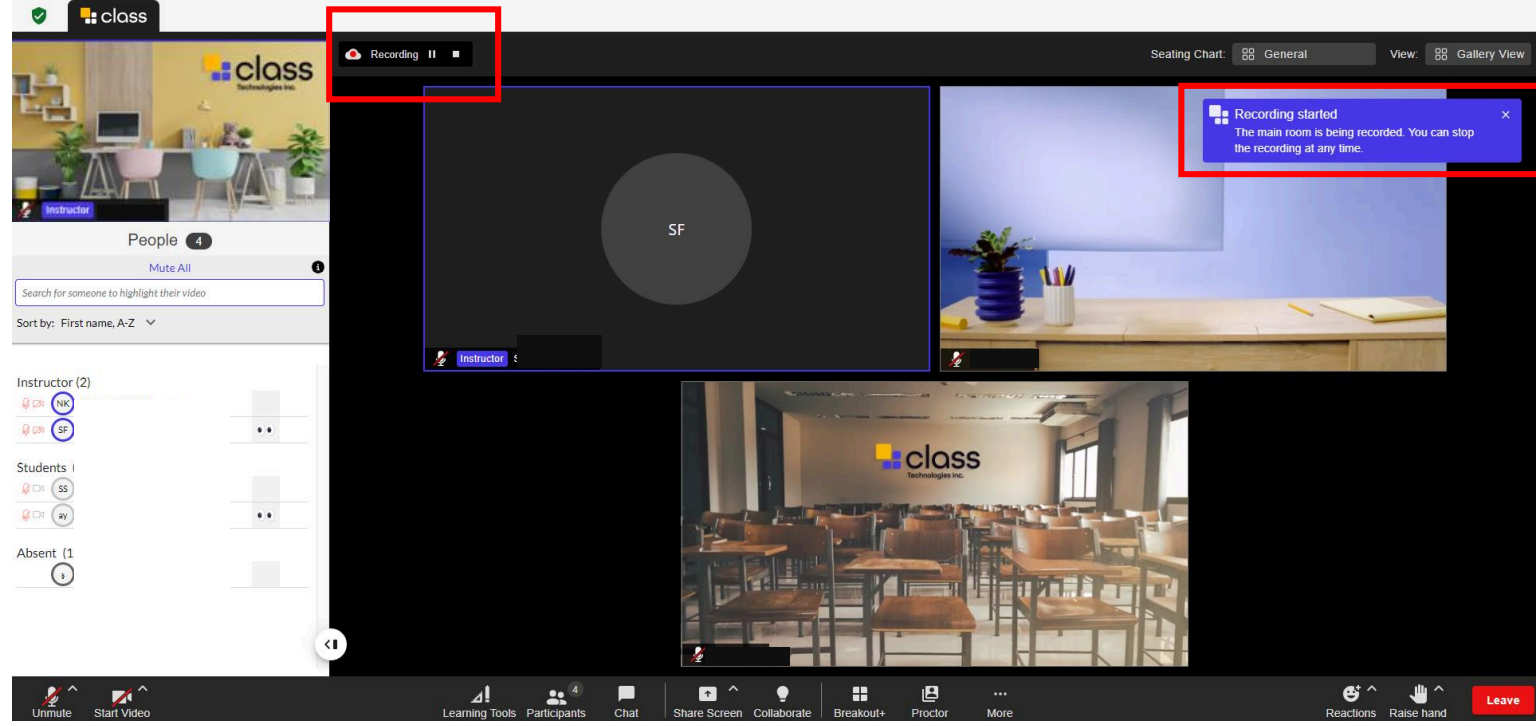 class
Recording
Seating Chart: General View: Gallery View
class
Technologies Inc.
Recording started
The main room is being recorded. You can stop
the recording at any time.
Instructor
SF
People 4
Mute All
Search for someone to highlight their video
Sort by: First name, A-Z
Instructor
Instructor (2)
NK
SF
Students
SS
ay
Absent (1
class
Technologies Inc.
Unmute Start Video Learning Tools Participants 4 Chat Share Screen Collaborate Breakout+ Proctor More Reactions Raise hand Leave